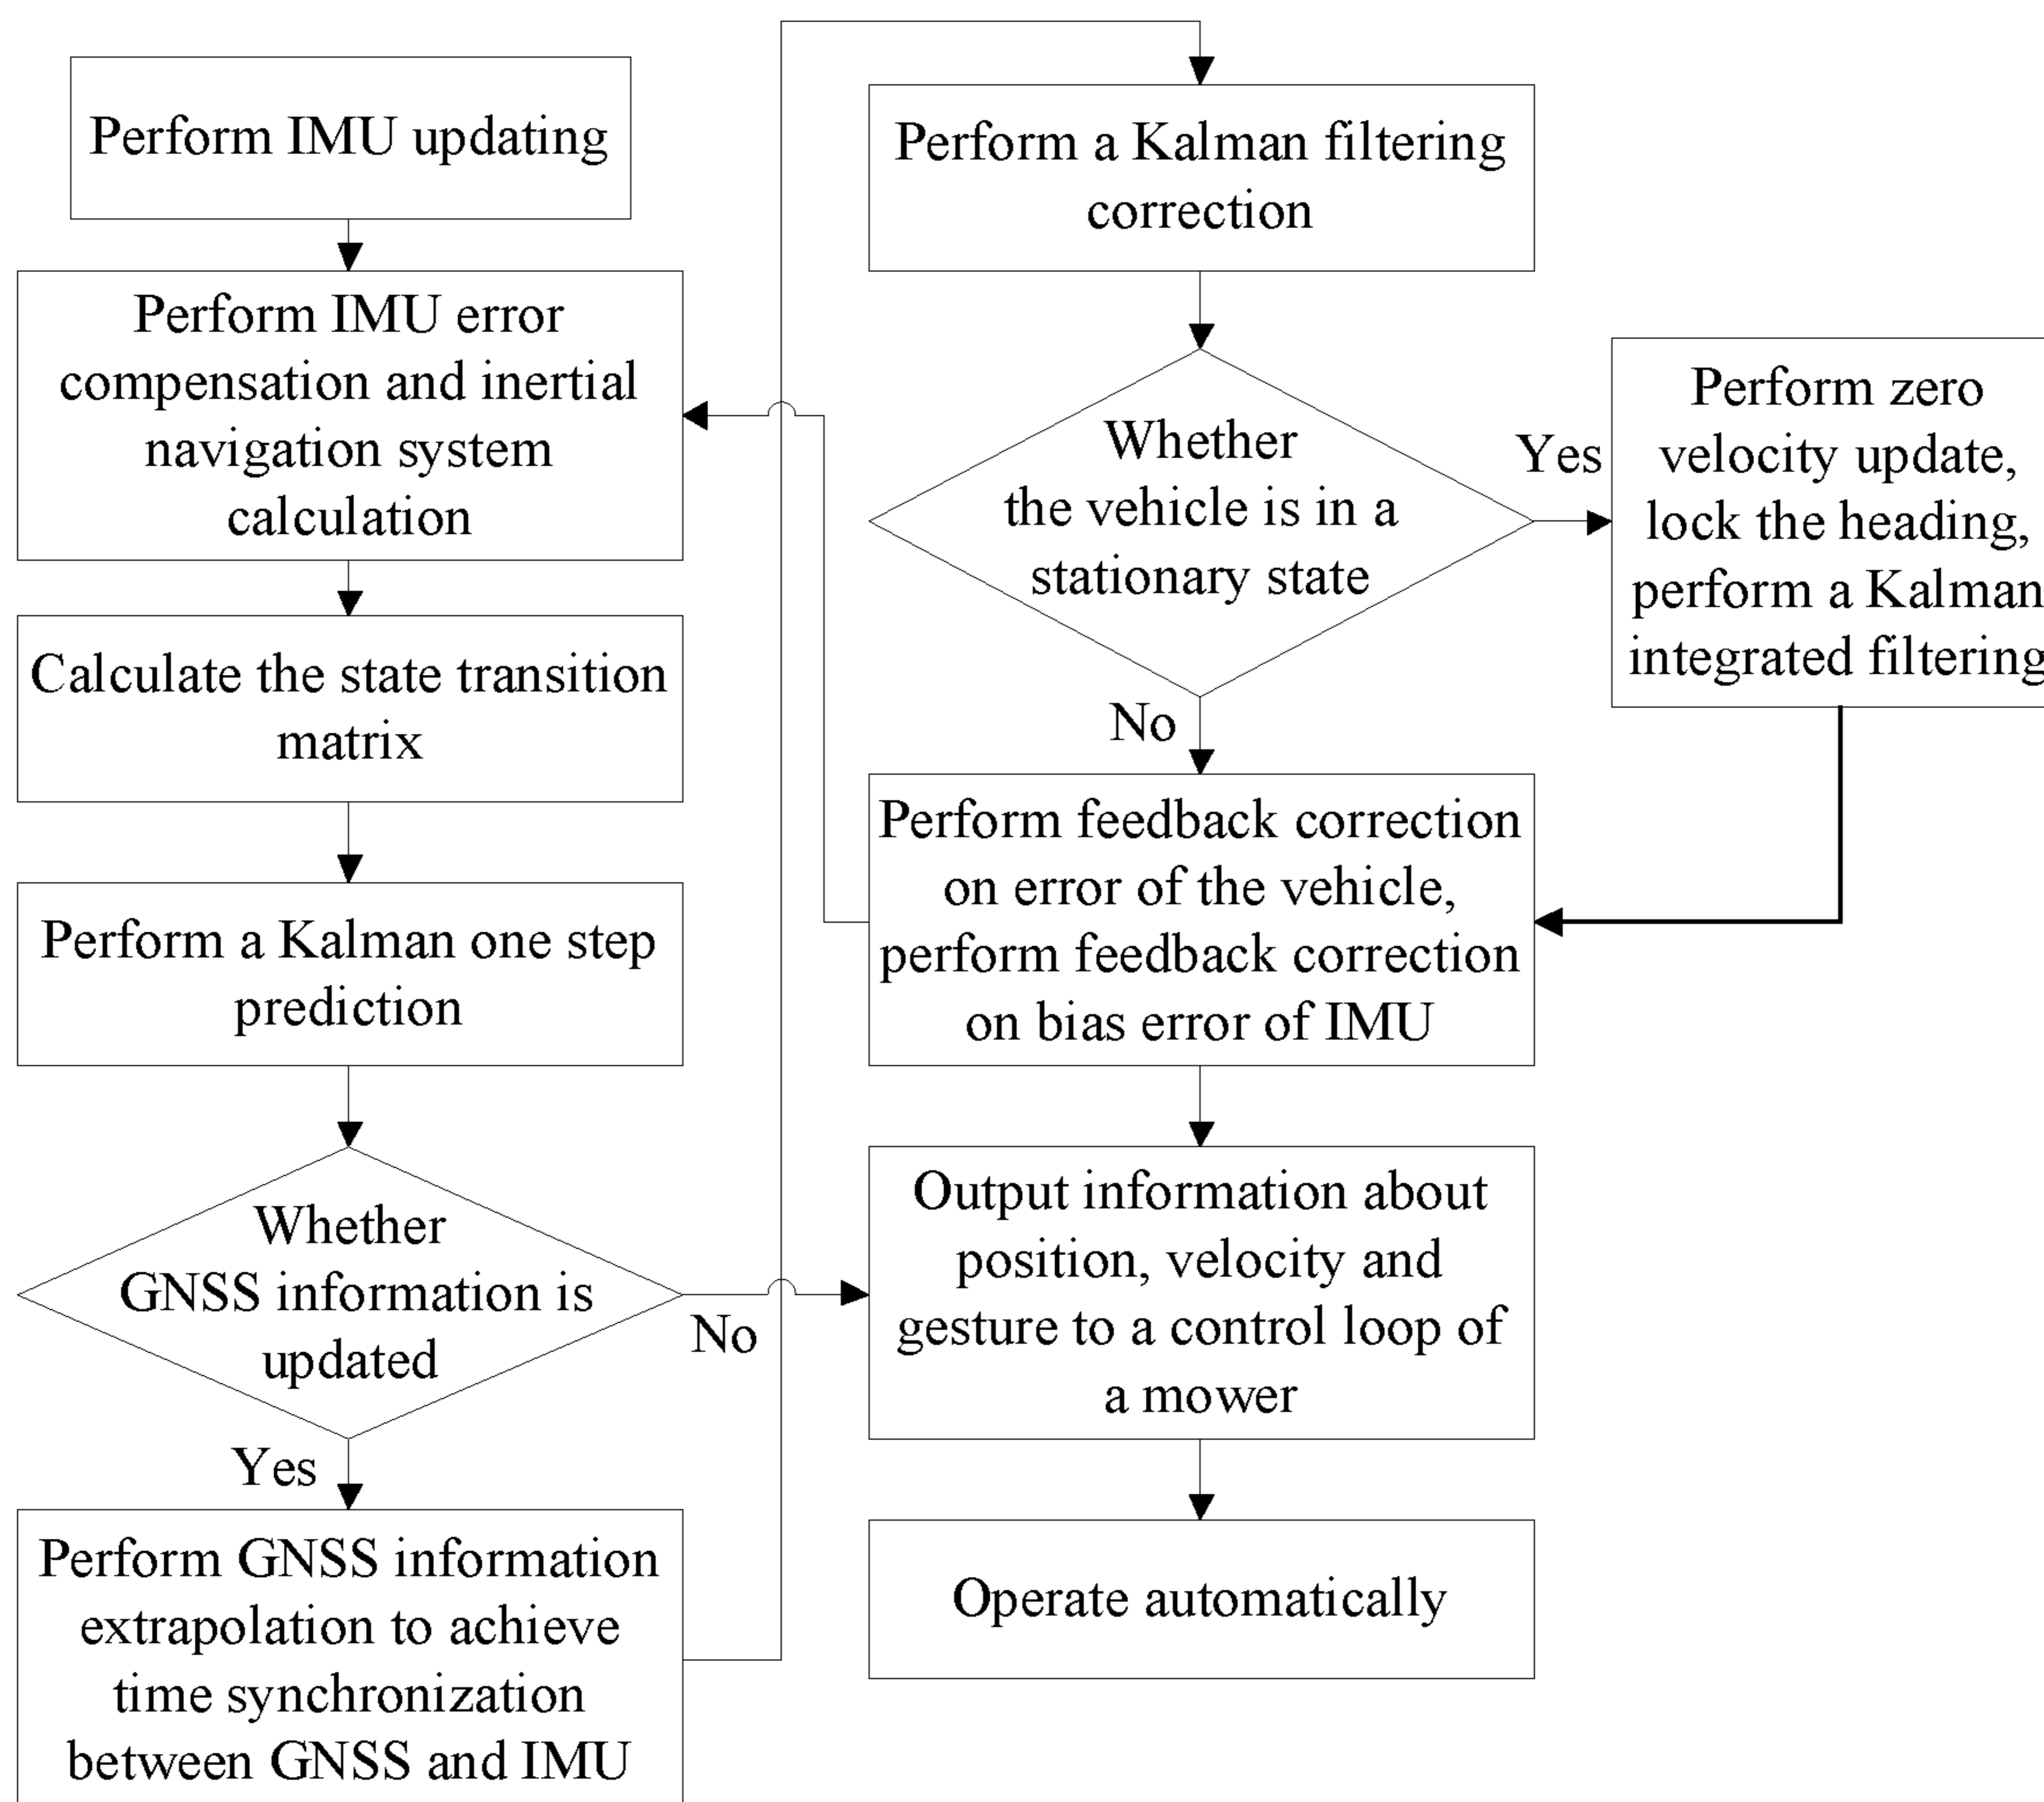 Perform IMU updating
Perform IMU error
compensation and inertial
navigation system
calculation
Calculate the state transition
matrix
Perform a Kalman one step
prediction
Whether
GNSS information is
updated
No
Yes
Perform GNSS information
extrapolation to achieve
time synchronization
between GNSS and IMU
Perform a Kalman filtering
correction
Whether
the vehicle is in a
stationary state
Yes
Perform zero
velocity update,
lock the heading,
perform a Kalman
integrated filtering
No
Perform feedback correction
on error of the vehicle,
perform feedback correction
on bias error of IMU
Output information about
position, velocity and
gesture to a control loop of
a mower
Operate automatically